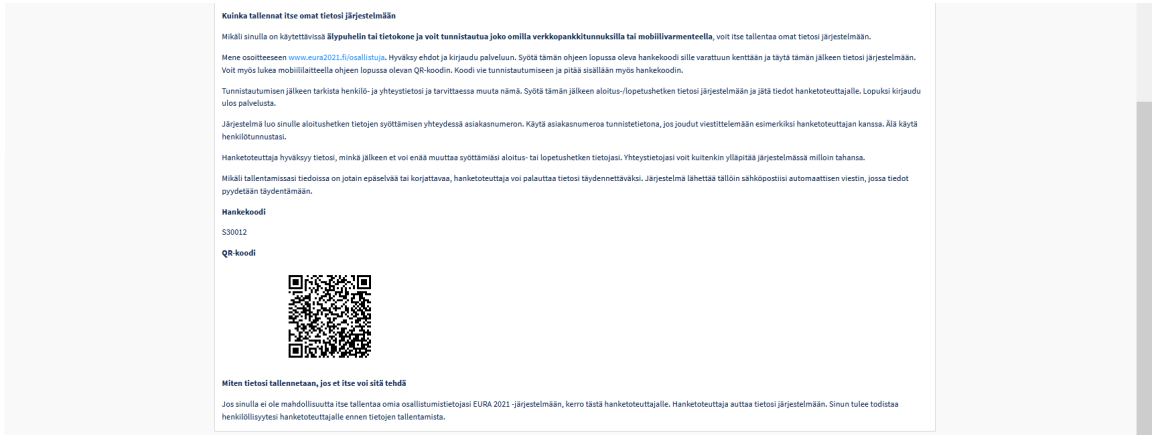 Kuinka tallennat itse omat tietosi järjestelmään
Mikäli sinulla on käytettävissä älypuhelin tai tietokone ja voit tunnistautua joko omilla verkkopankkitunnuksilla tai mobiilivarmenteella, voit itse tallentaa omat tietosi järjestelmään.
Mene osoitteeseen www.eura2021.fi/osallistuja. Hyväksy ehdot ja kirjaudu palveluun. Syötä tämän ohjeen lopussa oleva hankekoodi sille varattuun kenttään ja täytä tämän jälkeen tietosi järjestelmään.
Voit myös lukea mobiililaitteella ohjeen lopussa olevan QR-koodin. Koodi vie tunnistautumiseen ja pitää sisällään myös hankekoodin.
Tunnistautumisen jälkeen tarkista henkilö- ja yhteystietosi ja tarvittaessa muuta nämä. Syötä tämän jälkeen aloitus-/lopetushetken tietosi järjestelmään ja jätä tiedot hanketoteuttajalle. Lopuksi kirjaudu
ulos palvelusta.
Järjestelmä luo sinulle aloitushetken tietojen syöttämisen yhteydessä asiakasnumeron. Käytä asiakasnumeroa tunnistetietona, jos joudut viestittelemään esimerkiksi hanketoteuttajan kanssa. Älä käytä
henkilötunnustasi.
Hanketoteuttaja hyväksyy tietosi, minkä jälkeen et voi enää muuttaa syöttämiäsi aloitus- tai lopetushetken tietojasi. Yhteystietojasi voit kuitenkin ylläpitää järjestelmässä milloin tahansa.
Mikäli tallentamissasi tiedoissa on jotain epäselvää tai korjattavaa, hanketoteuttaja voi palauttaa tietosi täydennettäväksi. Järjestelmä lähettää tällöin sähköpostiisi automaattisen viestin, jossa tiedot
pyydetään täydentämään.
Hankekoodi
S30012
QR-koodi
Miten tietosi tallennetaan, jos et itse voi sitä tehdä
Jos sinulla ei ole mahdollisuutta itse tallentaa omia osallistumistietojasi EURA 2021 -järjestelmään, kerro tästä hanketoteuttajalle. Hanketoteuttaja auttaa tietosi järjestelmään. Sinun tulee todistaa
henkilöllisyytesi hanketoteuttajalle ennen tietojen tallentamista.